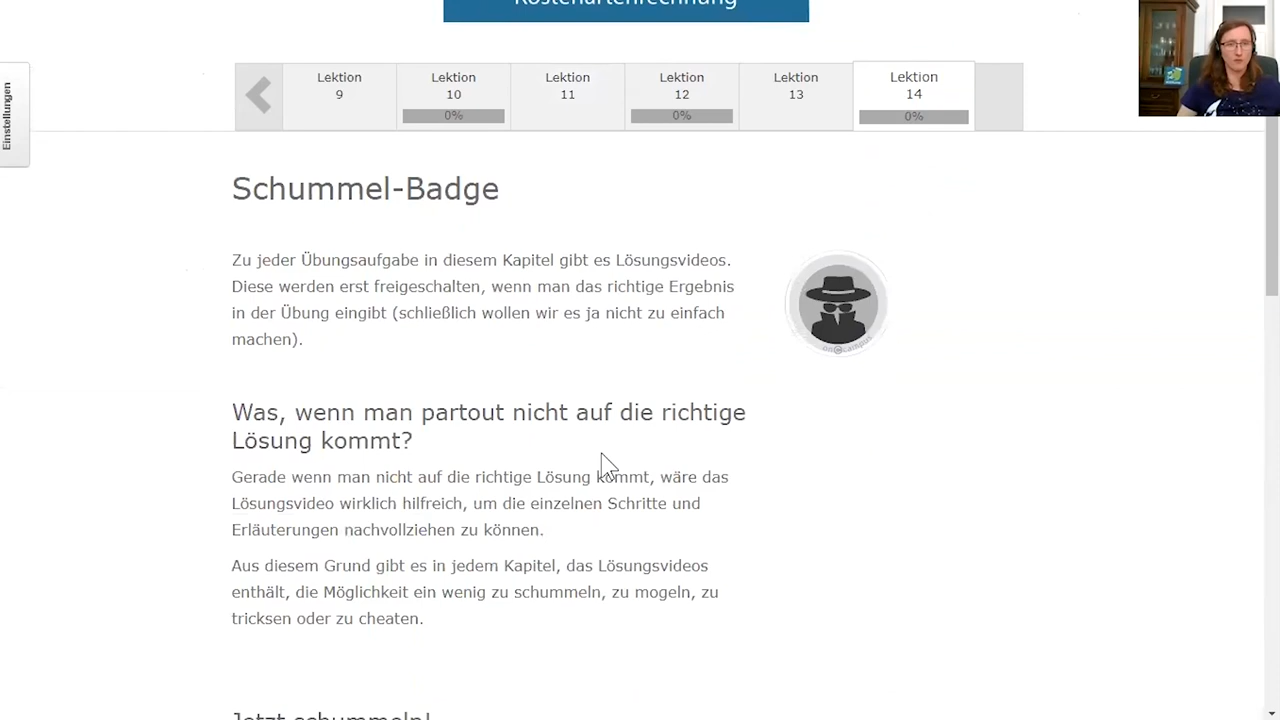 Kostenartenrechnung
Einstellungen
Lektion
9
Lektion
10
0%
Lektion
11
Lektion
12
0%
Lektion
13
Lektion
14
0%
Schummel-Badge
Zu jeder Übungsaufgabe in diesem Kapitel gibt es Lösungsvideos.
Diese werden erst freigeschalten, wenn man das richtige Ergebnis
in der Übung eingibt (schließlich wollen wir es ja nicht zu einfach
machen).
Was, wenn man partout nicht auf die richtige
Lösung kommt?
Gerade wenn man nicht auf die richtige Lösung kommt, wäre das
Lösungsvideo wirklich hilfreich, um die einzelnen Schritte und
Erläuterungen nachvollziehen zu können.
Aus diesem Grund gibt es in jedem Kapitel, das Lösungsvideos
enthält, die Möglichkeit ein wenig zu schummeln, zu mogeln, zu
tricksen oder zu cheaten.
Jetzt schummeln!